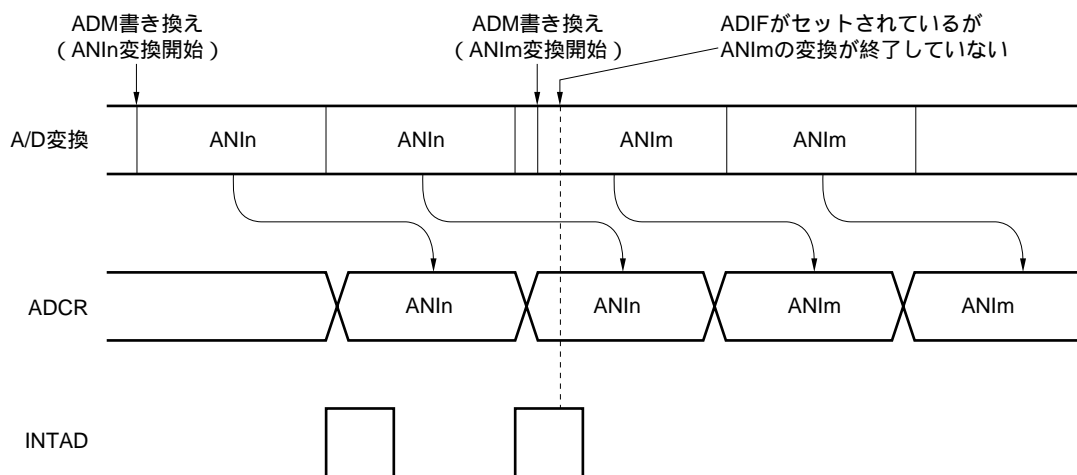 ADM書き換え
（ANIn変換開始）
ADM書き換え
（ANIm変換開始）
ADIFがセットされているが
ANImの変換が終了していない
A/D変換
ANIn
ANIn
ANIm
ANIm
ADCR
ANIn
ANIn
ANIm
ANIm
INTAD